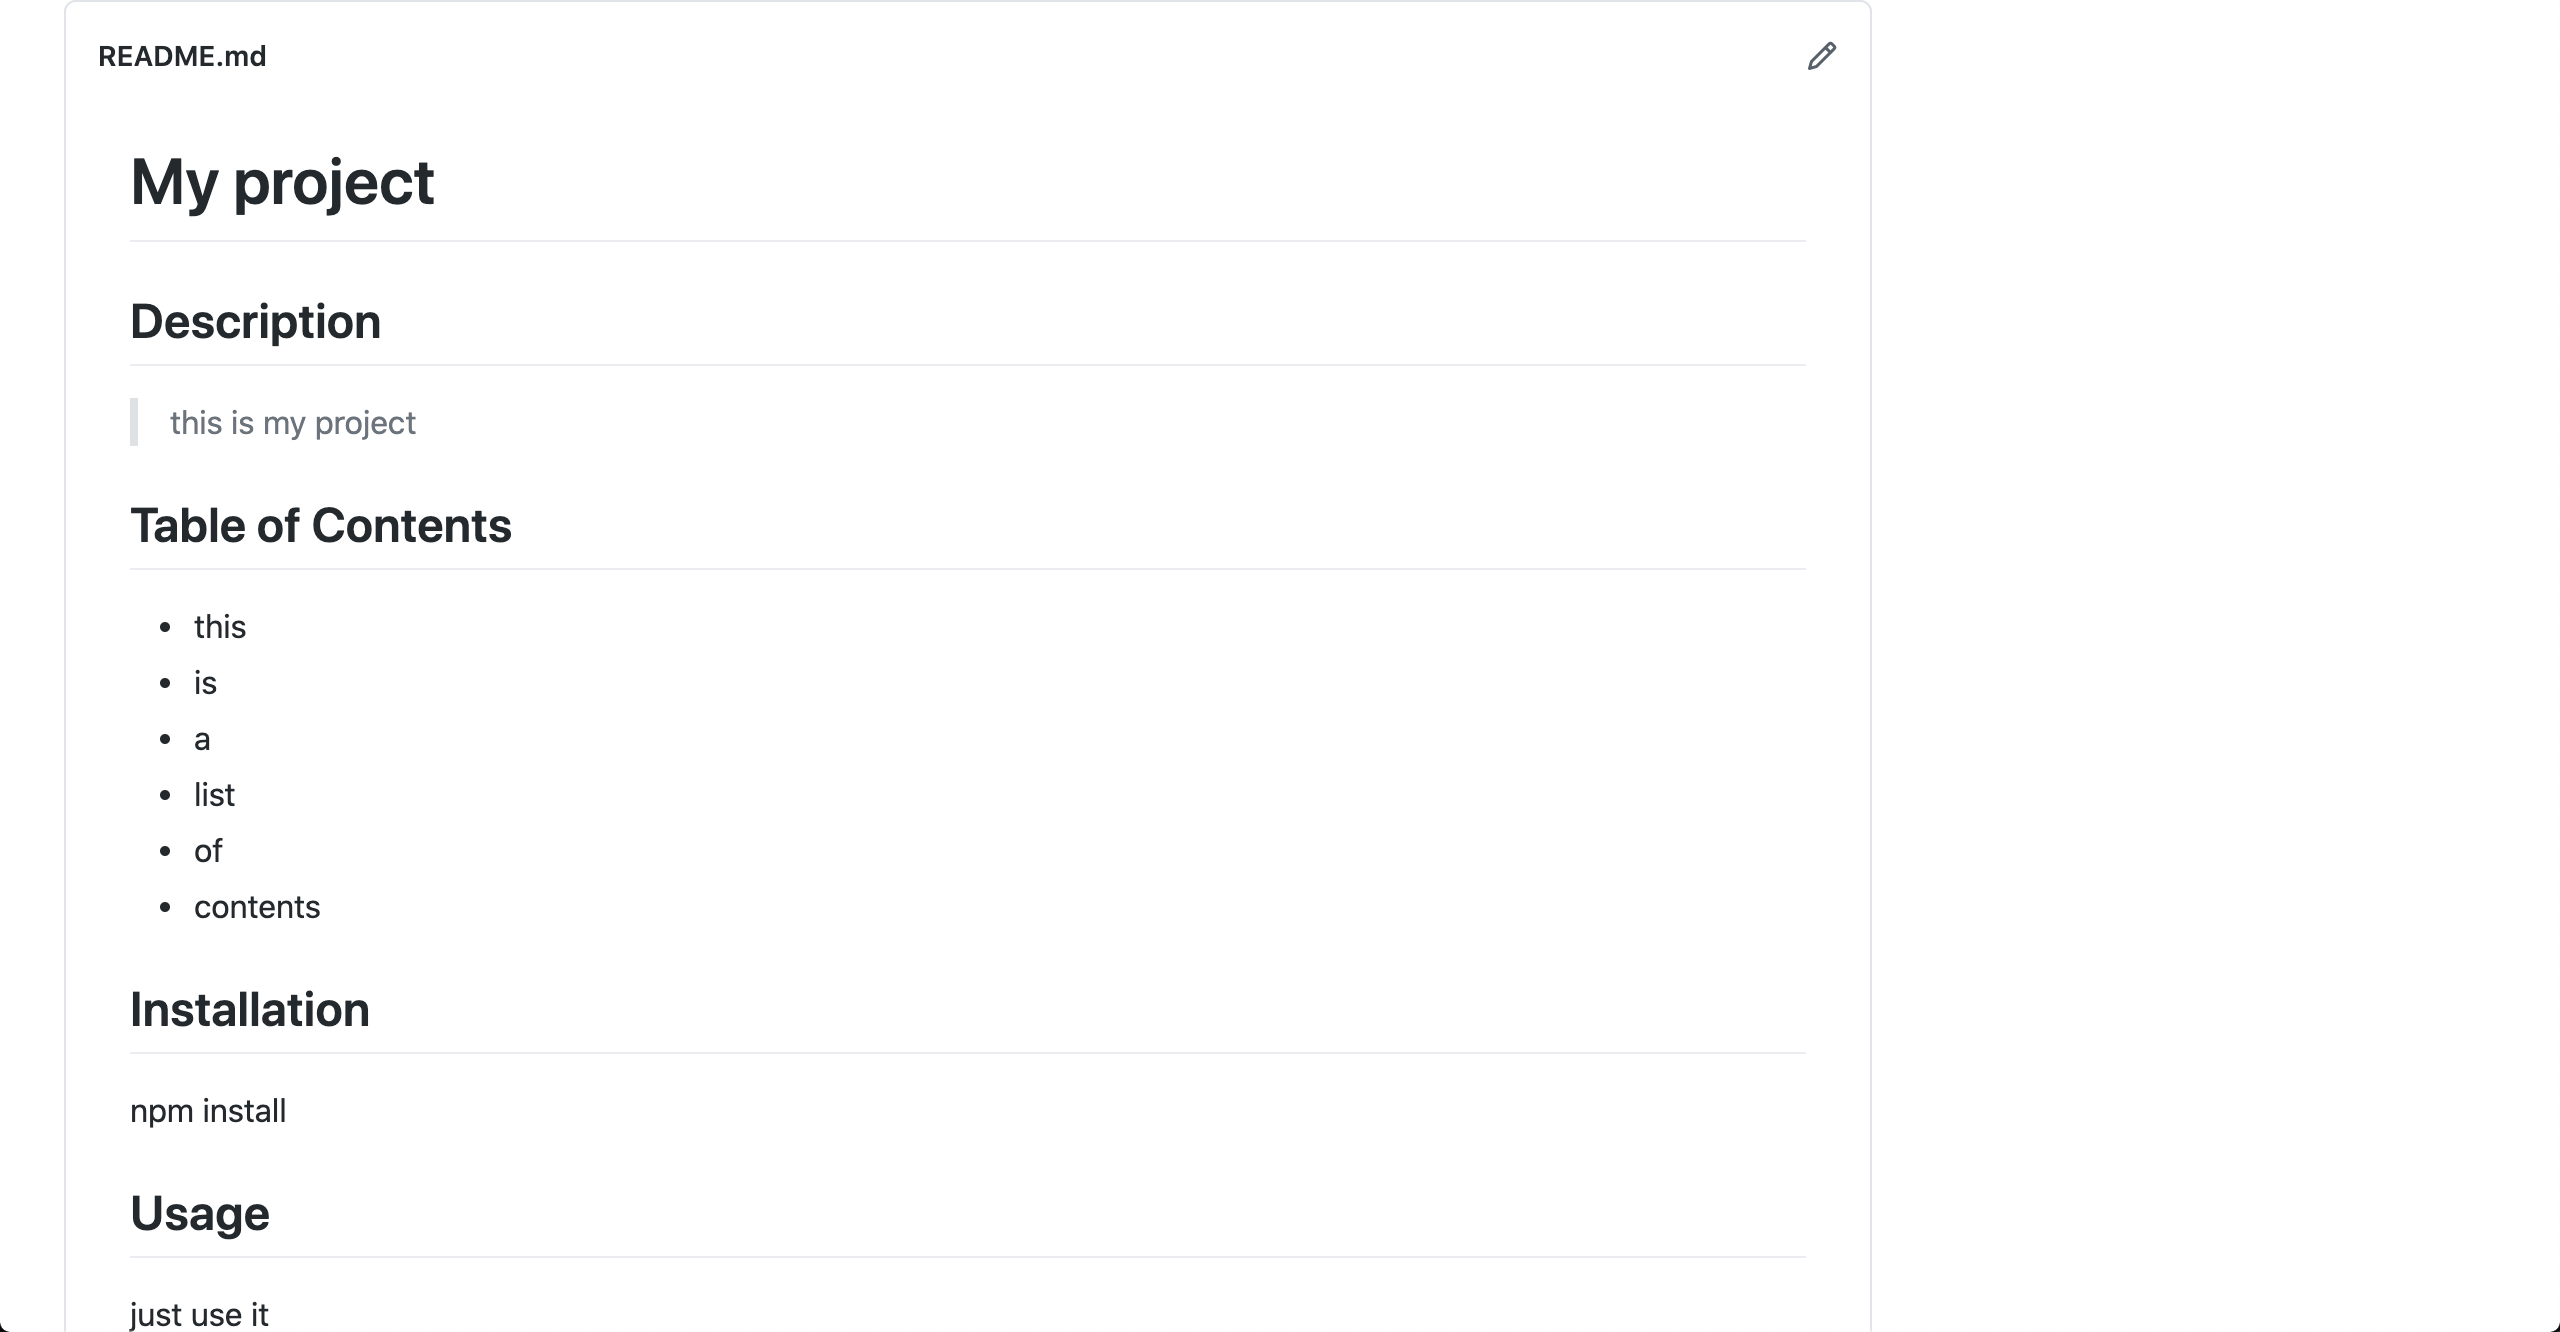 README.md
My project
Description
this is my project
Table of Contents
this
is
a
list
of
contents
Installation
npm install
Usage
just use it